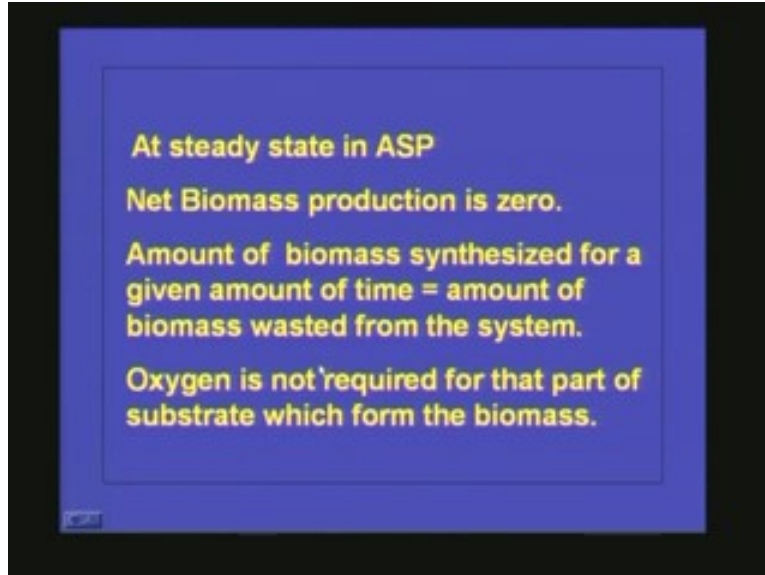 At steady state in ASP
Net Biomass production is zero.
Amount of biomass synthesized for a
given amount of time = amount of
biomass wasted from the system.
Oxygen is not required for that part of
substrate which form the biomass.